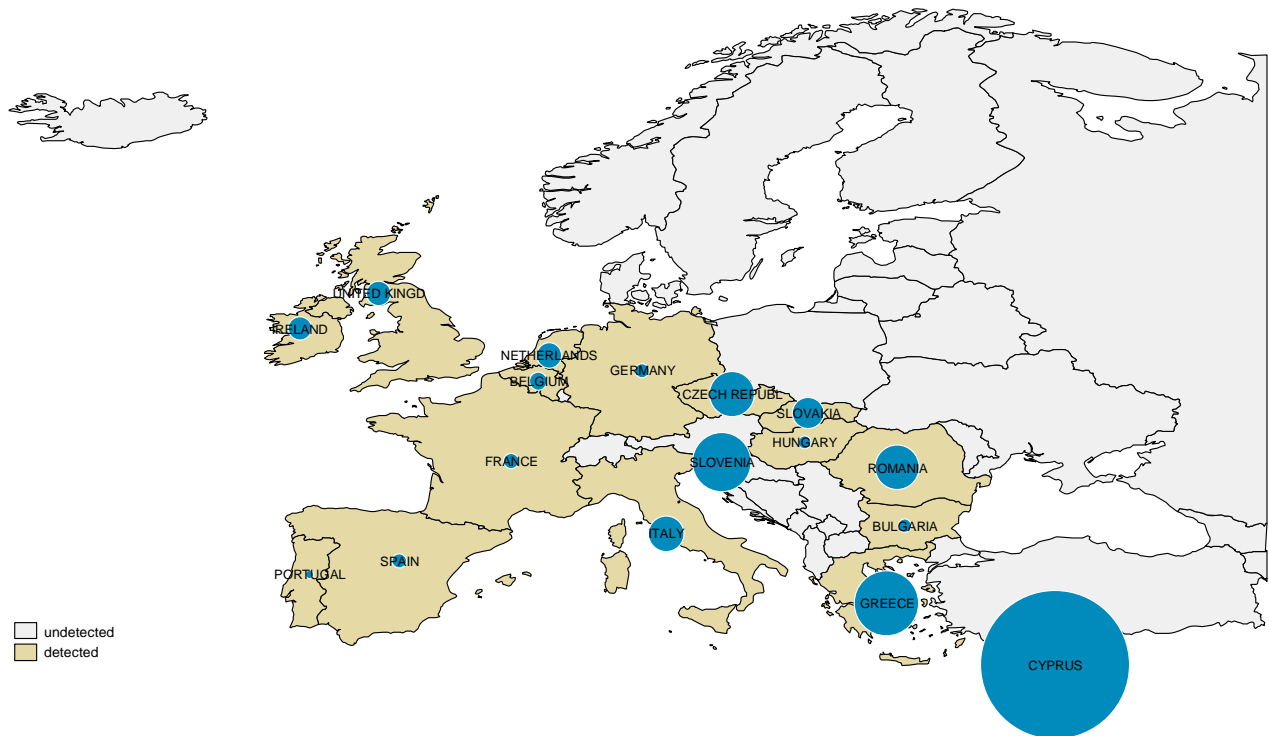 UNITED KINGD
IRELAND
NETHERLANDS
GERMANY
BELGIUM
CZECH REPUBL
SLOVAKIA
HUNGARY
FRANCE
SLOVENIA
ROMANIA
BULGARIA
ITALY
SPAIN
PORTUGAL
GREECE
undetected
detected
CYPRUS